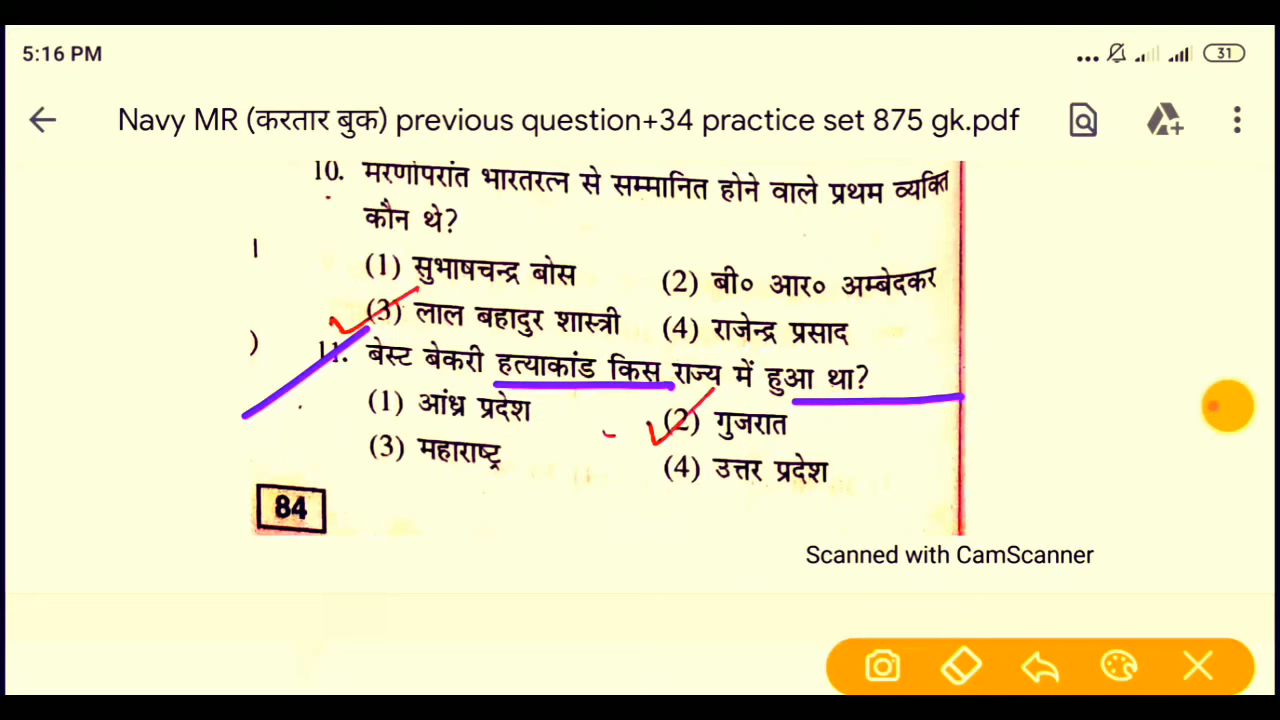 5:16 PM
31
Navy MR (करतार बुक) previous question+34 practice set 875 gk.pdf
10. मरणोपरांत भारतरत्न से सम्मानित होने वाले प्रथम व्यक्ति
कौन थे?
(1) सुभाषचन्द्र बोस (2) बी० आर० अम्बेदकर
(3) लाल बहादुर शास्त्री (4) राजेन्द्र प्रसाद
)
11. बेस्ट बेकरी हत्याकांड किस राज्य में हुआ था?
(1) आंध्र प्रदेश (2) गुजरात
(3) महाराष्ट्र (4) उत्तर प्रदेश
84
Scanned with CamScanner